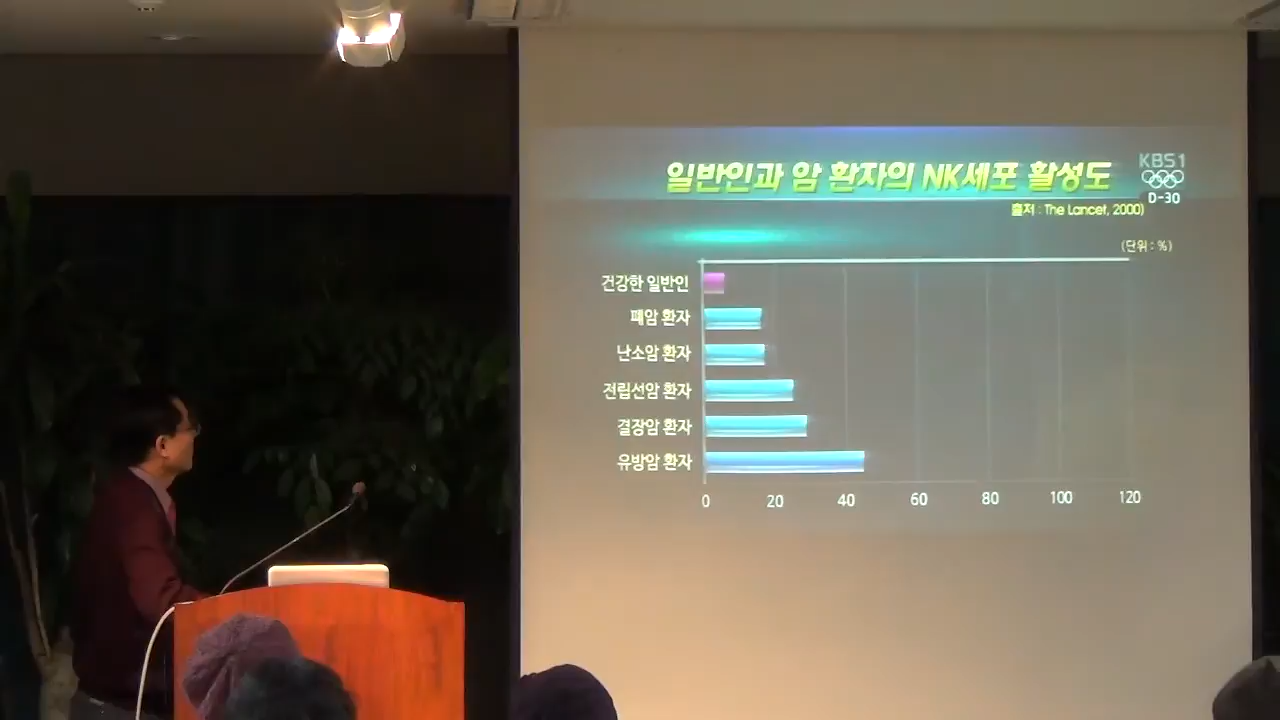 일반인과 암 환자의 NK세포 활성도
KBS1
D-30
출처 : The Lancet, 2000)
(단위 : %)
건강한 일반인
폐암 환자
난소암 환자
전립선암 환자
결장암 환자
유방암 환자
0 20 40 60 80 100 120